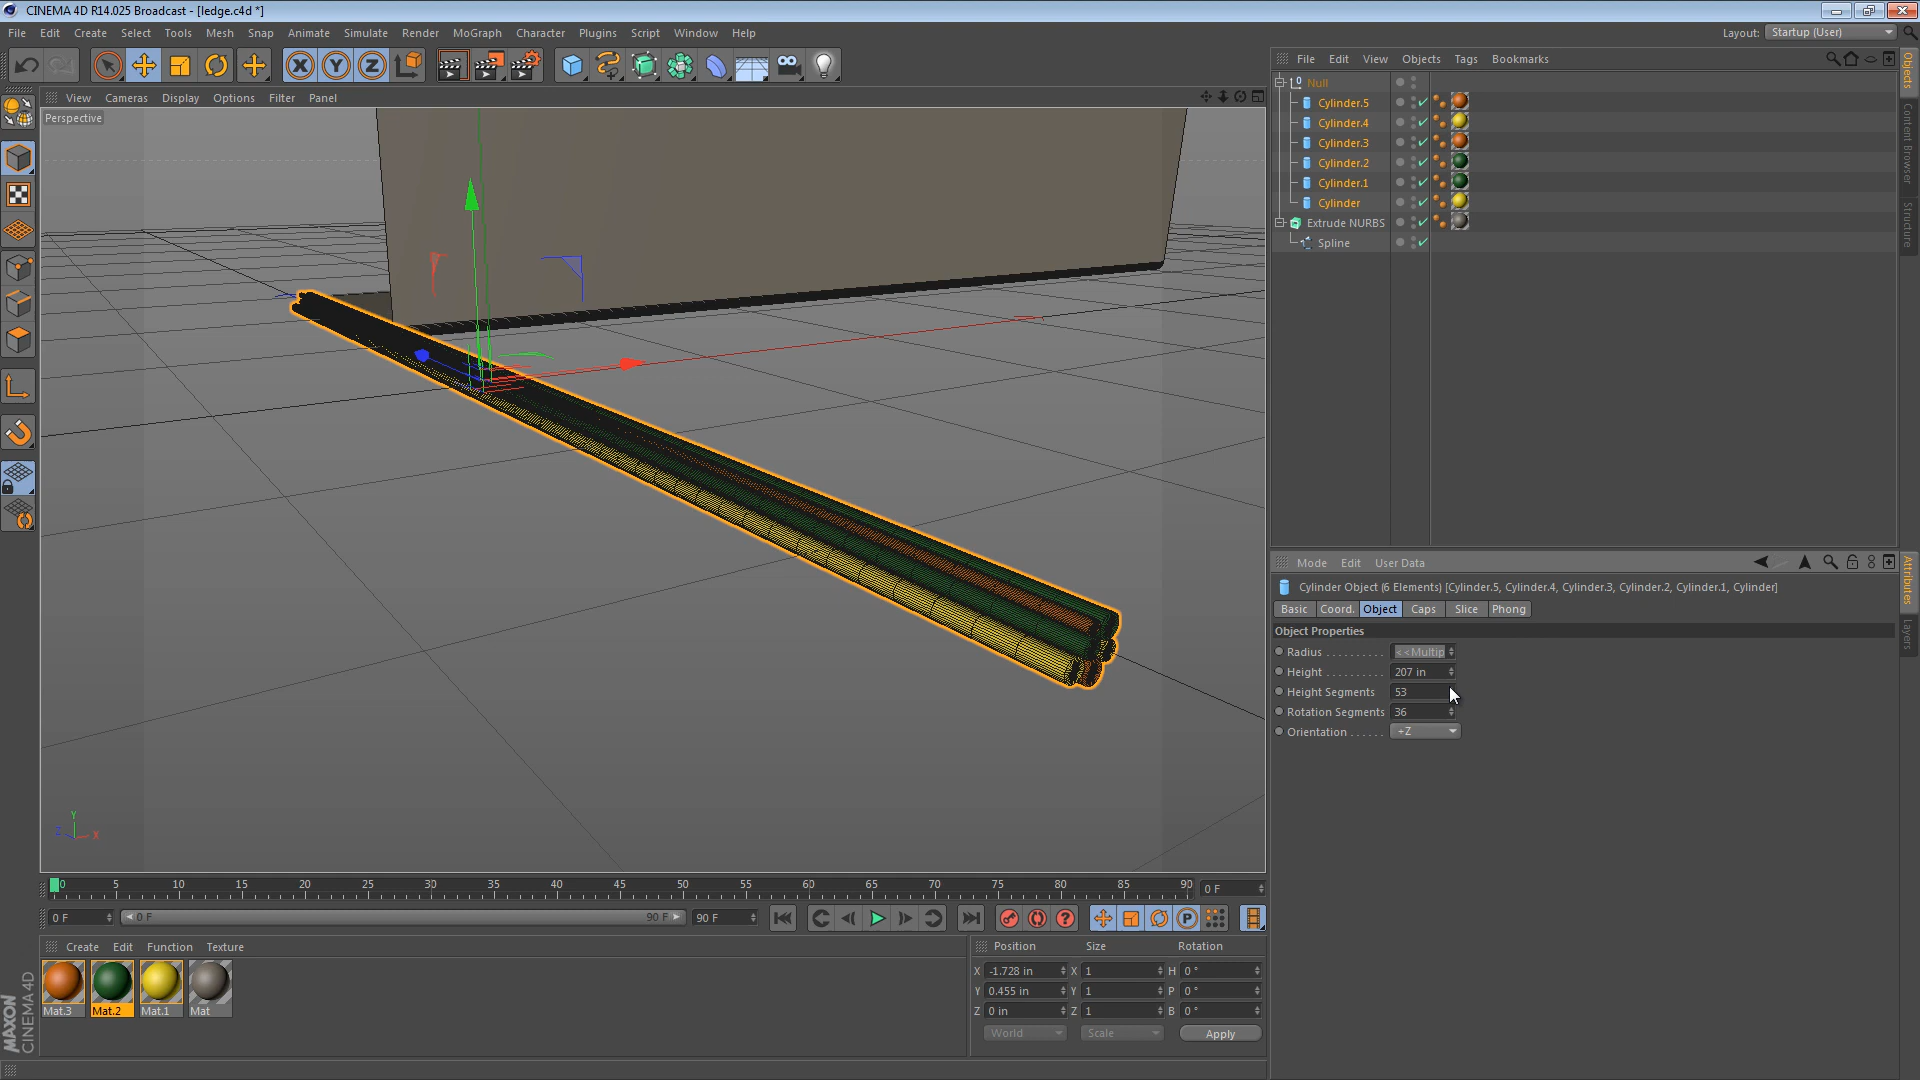 CINEMA 4D R14.025 Broadcast - [ledge.c4d *]
File Edit Create Select Tools Mesh Snap Animate Simulate Render MoGraph Character Plugins Script Window Help
Layout: Startup (User)
View Cameras Display Options Filter Panel
Perspective
File Edit View Objects Tags Bookmarks
Null
Cylinder.5
Cylinder.4
Cylinder.3
Cylinder.2
Cylinder.1
Cylinder
Extrude NURBS
Spline
Objects
Content Browser
Structure
Mode Edit User Data
Cylinder Object (6 Elements) [Cylinder.5, Cylinder.4, Cylinder.3, Cylinder.2, Cylinder.1, Cylinder]
Basic Coord. Object Caps Slice Phong
Object Properties
Radius . . . . . . . . . . <<Multip
Height . . . . . . . . . . 207 in
Height Segments 53
Rotation Segments 36
Orientation . . . . . . +Z
Attributes
Layers
Y
Z X
0 5 10 15 20 25 30 35 40 45 50 55 60 65 70 75 80 85 90
0 F
0 F 0 F 90 F 90 F
Create Edit Function Texture
Mat.3 Mat.2 Mat.1 Mat
Position Size Rotation
X -1.728 in X 1 H 0 °
Y 0.455 in Y 1 P 0 °
Z 0 in Z 1 B 0 °
World Scale Apply
MAXON
CINEMA 4D